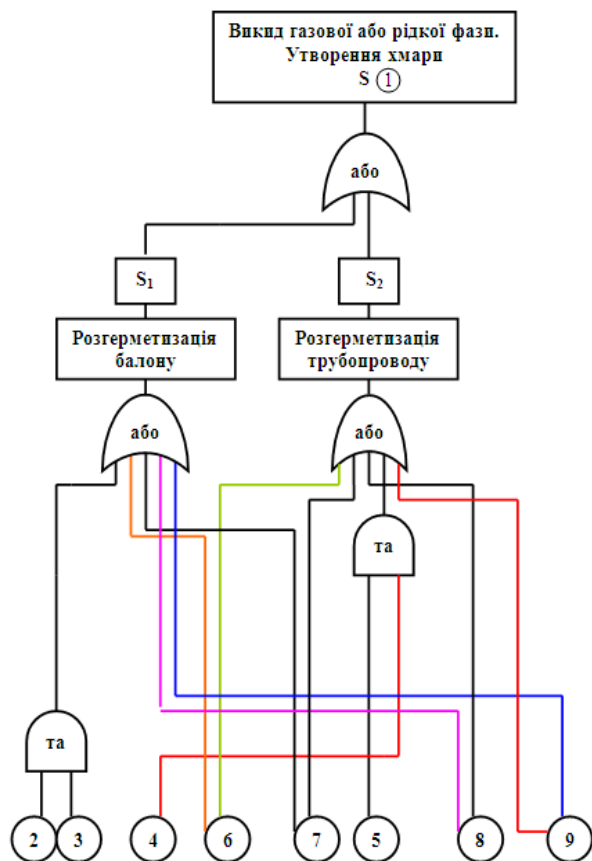 Викид газової або рідкої фази.
Утворення хмари
S 1
або
S₁ S₂
Розгерметизація
балону
Розгерметизація
трубопроводу
або або
та
та
2 3 4 6 7 5 8 9